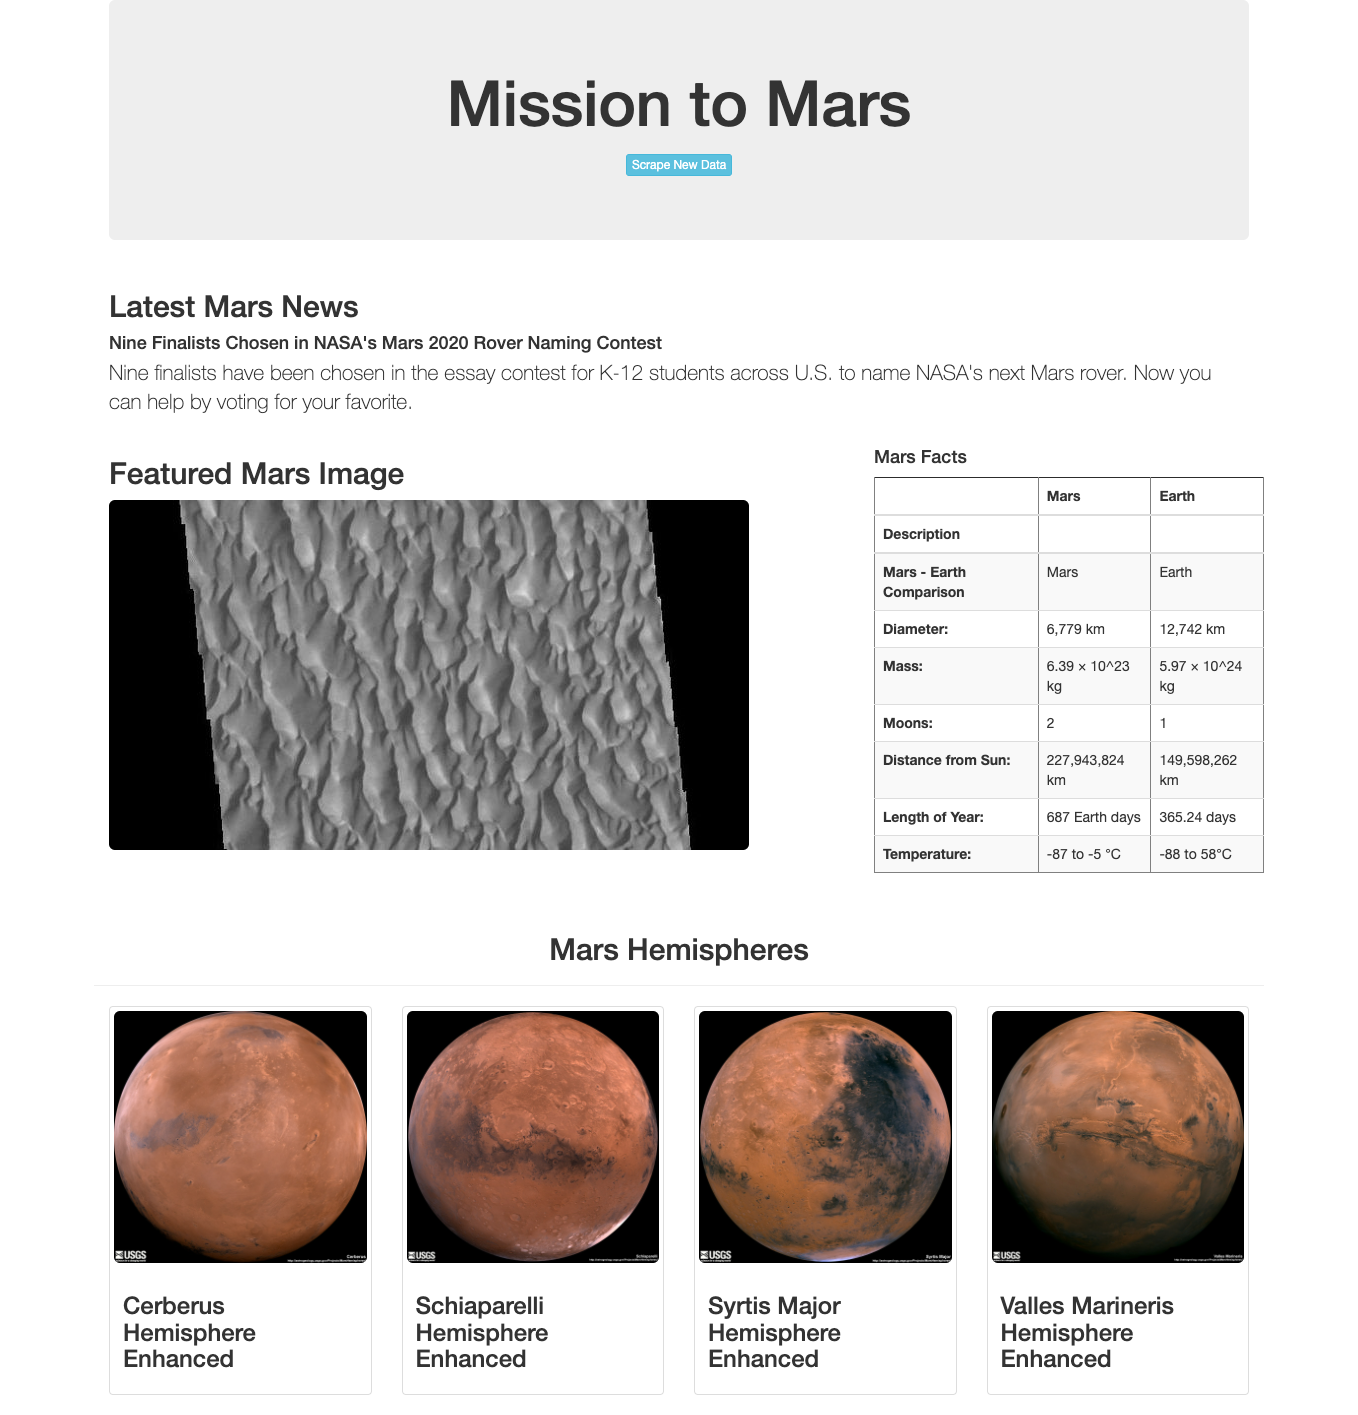 Mission to Mars
Scrape New Data
Latest Mars News
Nine Finalists Chosen in NASA's Mars 2020 Rover Naming Contest
Nine finalists have been chosen in the essay contest for K-12 students across U.S. to name NASA's next Mars rover. Now you
can help by voting for your favorite.
Featured Mars Image
Mars Facts
Mars Earth
Description
Mars - Earth
Comparison
Mars Earth
Diameter: 6,779 km 12,742 km
Mass: 6.39 × 10^23
kg
5.97 × 10^24
kg
Moons: 2 1
Distance from Sun: 227,943,824
km
149,598,262
km
Length of Year: 687 Earth days 365.24 days
Temperature: -87 to -5 °C -88 to 58°C
Mars Hemispheres
USGS
Cerberus
USGS
Schiaparelli
USGS
Syrtis Major
USGS
Valles Marineris
Cerberus
Hemisphere
Enhanced
Schiaparelli
Hemisphere
Enhanced
Syrtis Major
Hemisphere
Enhanced
Valles Marineris
Hemisphere
Enhanced